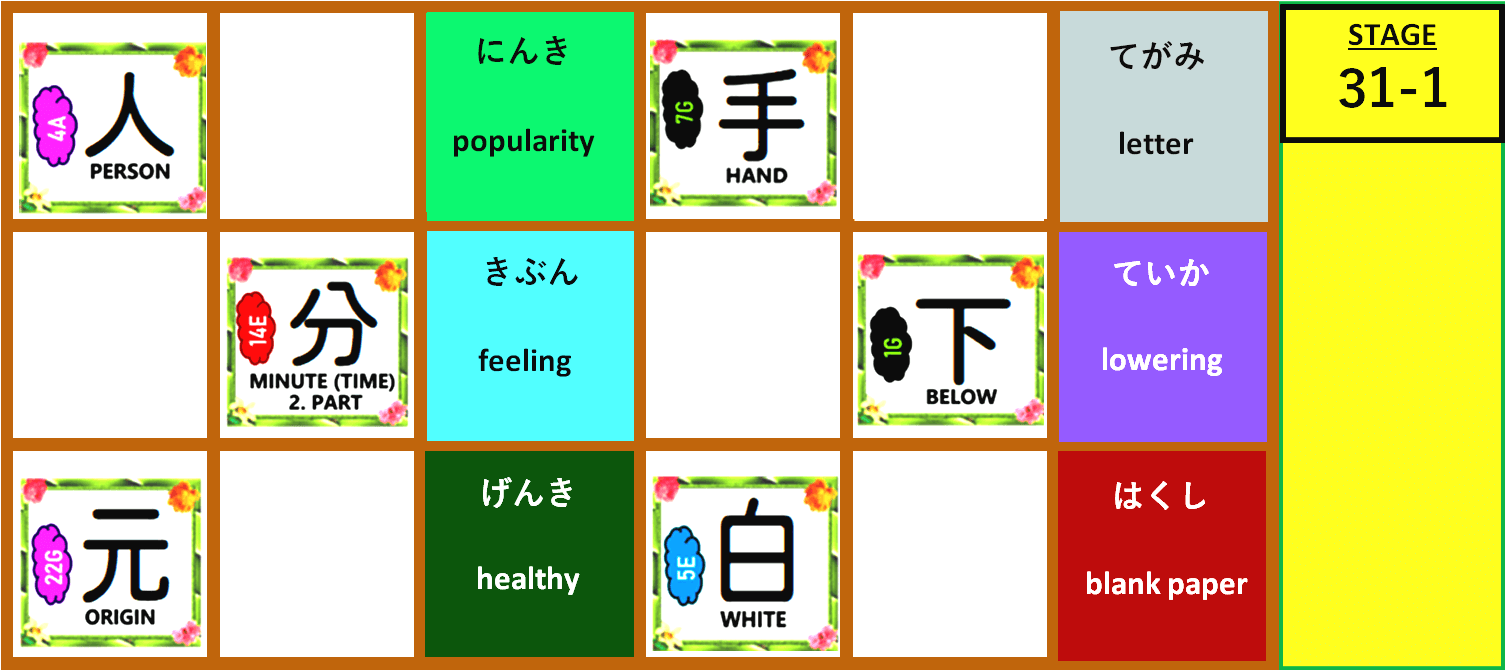 4A
人
PERSON
にんき
popularity
7G
手
HAND
てがみ
letter
STAGE
31-1
14E
分
MINUTE (TIME)
2. PART
きぶん
feeling
1G
下
BELOW
ていか
lowering
22G
元
ORIGIN
げんき
healthy
5E
白
WHITE
はくし
blank paper